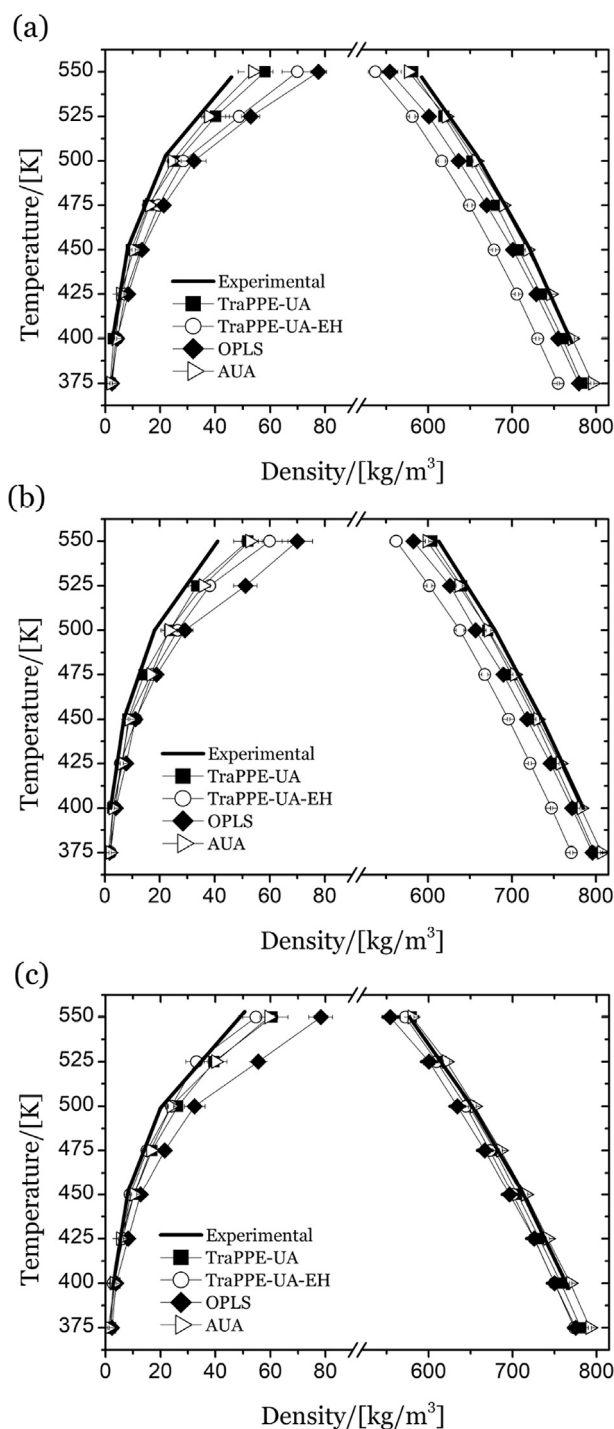 (a)
550
525
500
475
450
425
400
375
Temperature/[K]
Experimental
TraPPE-UA
TraPPE-UA-EH
OPLS
AUA
0 20 40 60 80 600 700 800
Density/[kg/m³]
(b)
550
525
500
475
450
425
400
375
Temperature/[K]
Experimental
TraPPE-UA
TraPPE-UA-EH
OPLS
AUA
0 20 40 60 80 600 700 800
Density/[kg/m³]
(c)
550
525
500
475
450
425
400
375
Temperature/[K]
Experimental
TraPPE-UA
TraPPE-UA-EH
OPLS
AUA
0 20 40 60 80 600 700 800
Density/[kg/m³]